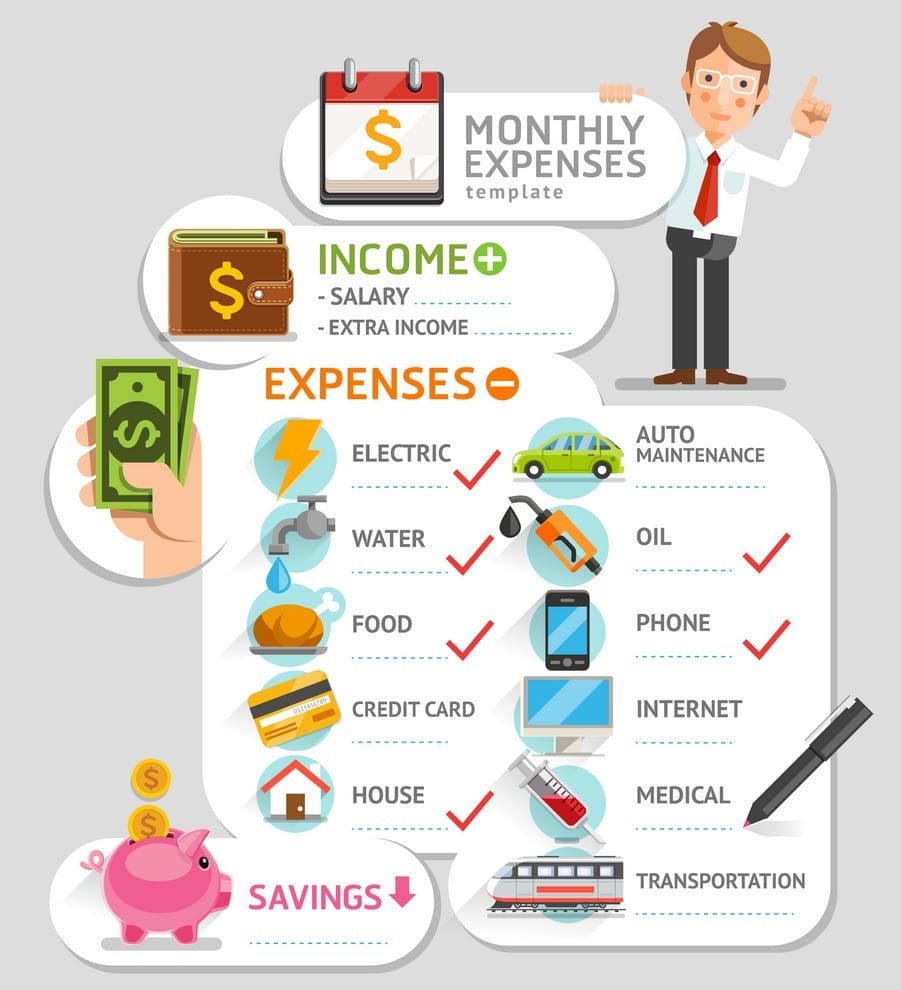 MONTHLY
EXPENSES
template
INCOME
- SALARY
- EXTRA INCOME
EXPENSES
ELECTRIC
WATER
FOOD
CREDIT CARD
HOUSE
AUTO
MAINTENANCE
OIL
PHONE
INTERNET
MEDICAL
TRANSPORTATION
SAVINGS